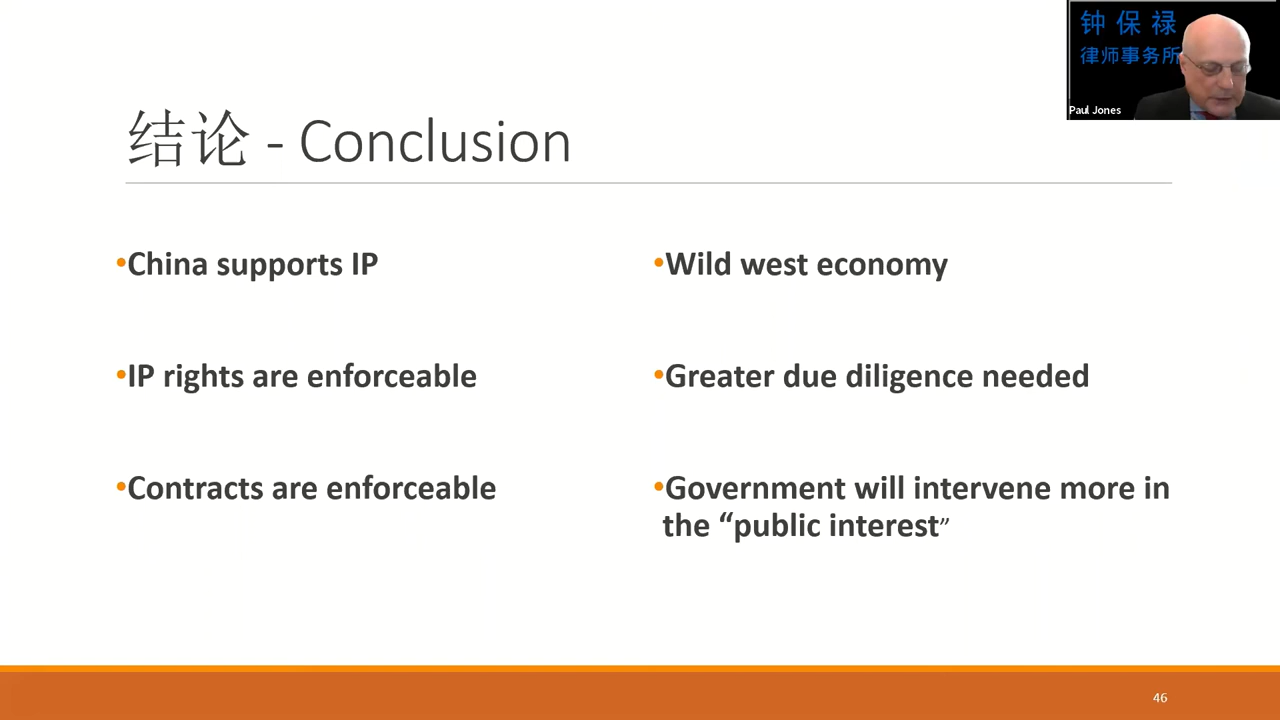 钟保禄
律师事务所
Paul Jones
结论 - Conclusion
•China supports IP
•IP rights are enforceable
•Contracts are enforceable
•Wild west economy
•Greater due diligence needed
•Government will intervene more in
the “public interest”
46